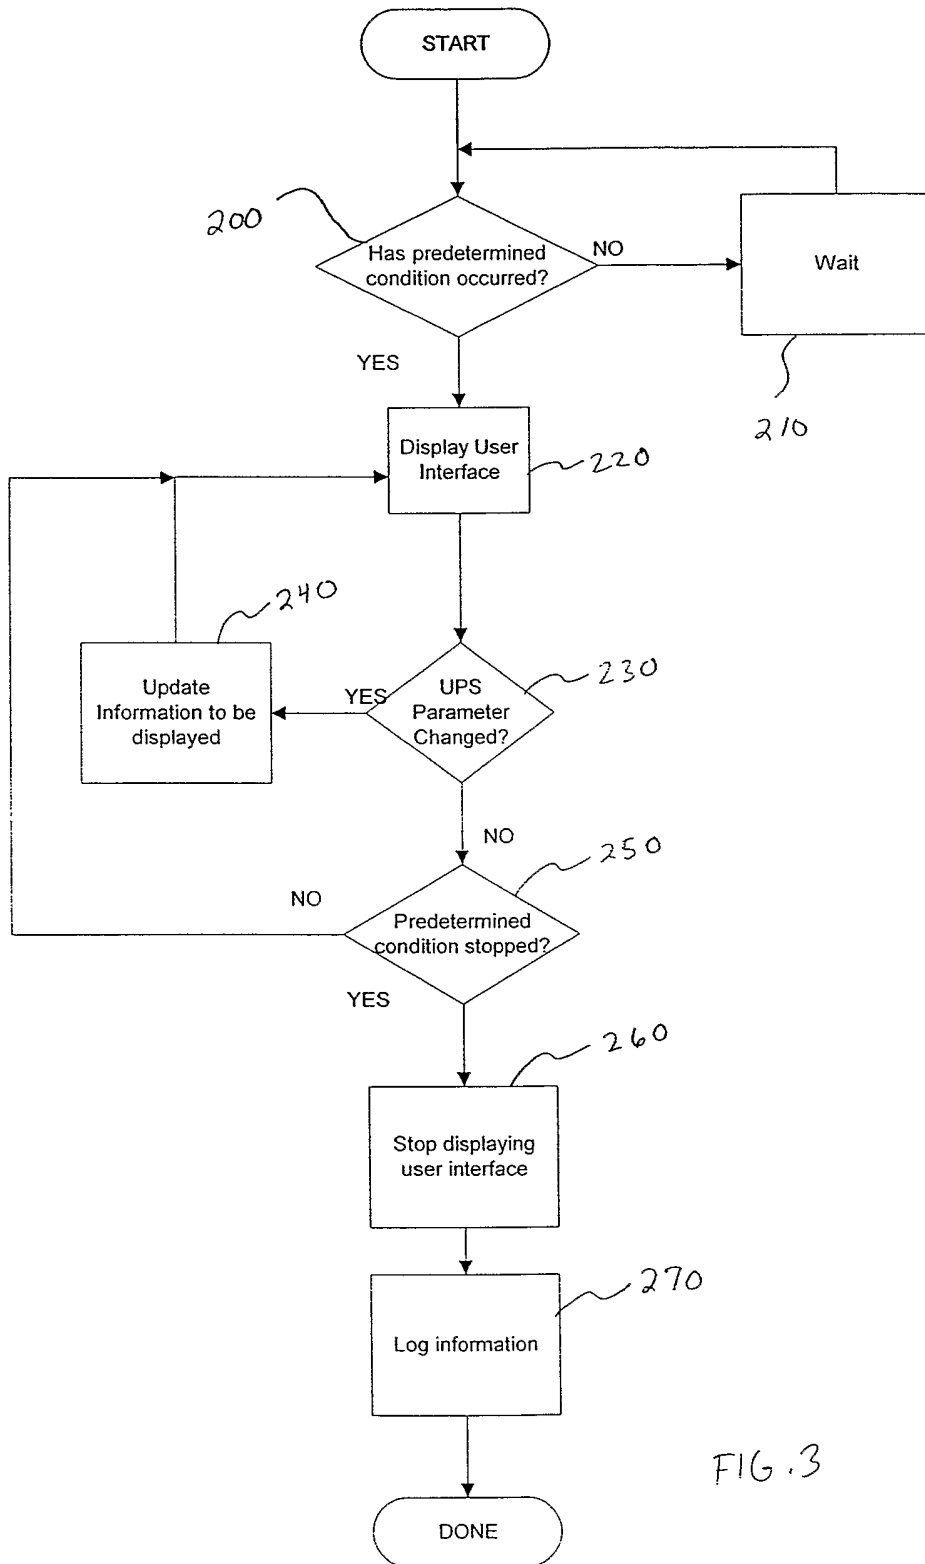 START
200
Has predetermined
condition occurred?
NO
Wait
210
YES
Display User
Interface
220
240
Update
Information to be
displayed
YES
UPS
Parameter
Changed?
230
NO
250
NO
Predetermined
condition stopped?
YES
260
Stop displaying
user interface
270
Log information
FIG.3
DONE